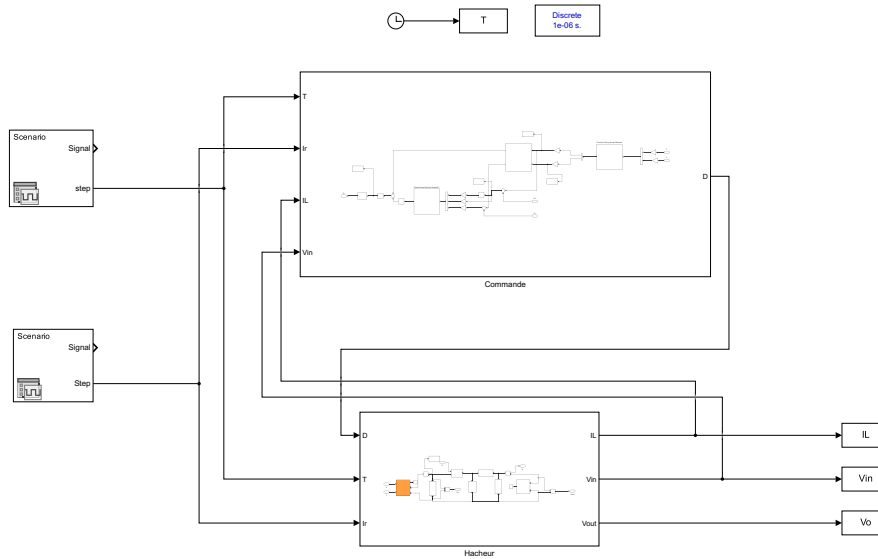 T
Discrete
1e-06 s.
Scenario
Signal
step
T
Ir
IL
Vin
D
Commande
Scenario
Signal
Step
D
T
Ir
IL
Vin
Vout
Hacheur
IL
Vin
Vo